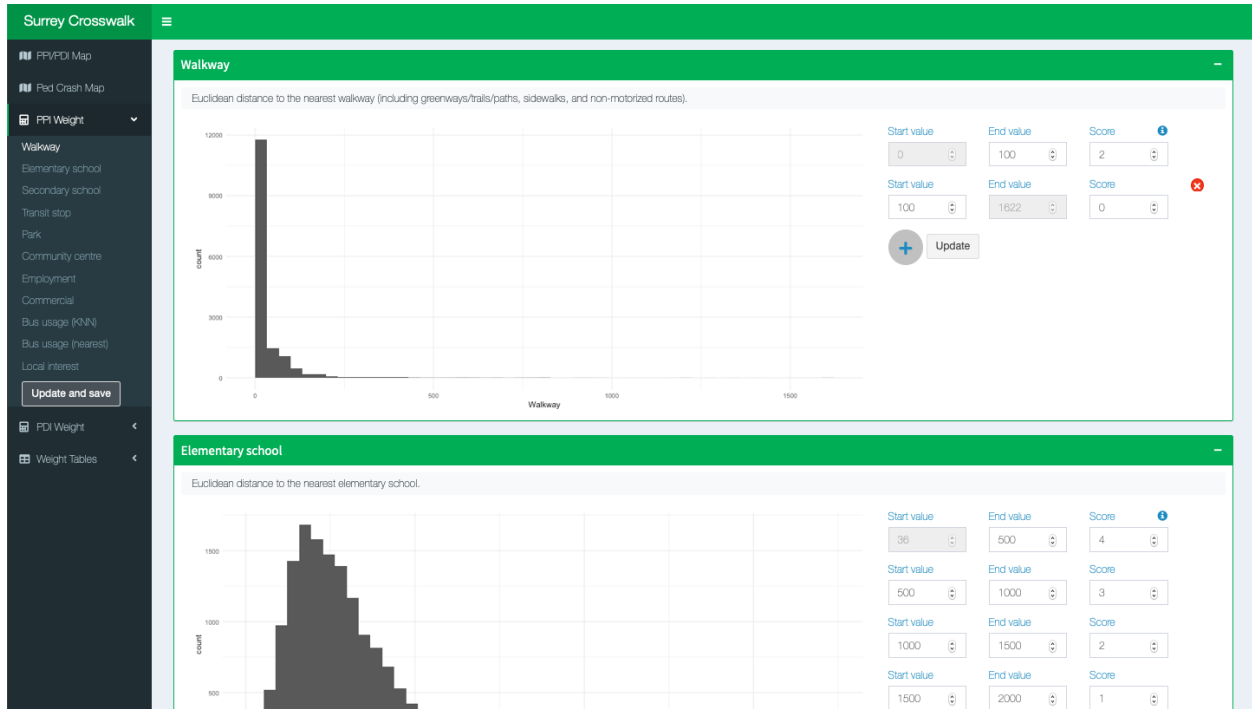 Surrey Crosswalk
PPI/PDI Map
Ped Crash Map
PPI Weight
Walkway
Elementary school
Secondary school
Transit stop
Park
Community centre
Employment
Commercial
Bus usage (KNN)
Bus usage (nearest)
Local interest
Update and save
PDI Weight
Weight Tables
Walkway
Euclidean distance to the nearest walkway (including greenways/trails/paths, sidewalks, and non-motorized routes).
12000
9000
6000
3000
0
count
0 500 1000 1500
Walkway
Start value End value Score
0 100 2
Start value End value Score
100 1622 0
+ Update
Elementary school
Euclidean distance to the nearest elementary school.
1500
1000
500
count
Start value End value Score
36 500 4
Start value End value Score
500 1000 3
Start value End value Score
1000 1500 2
Start value End value Score
1500 2000 1